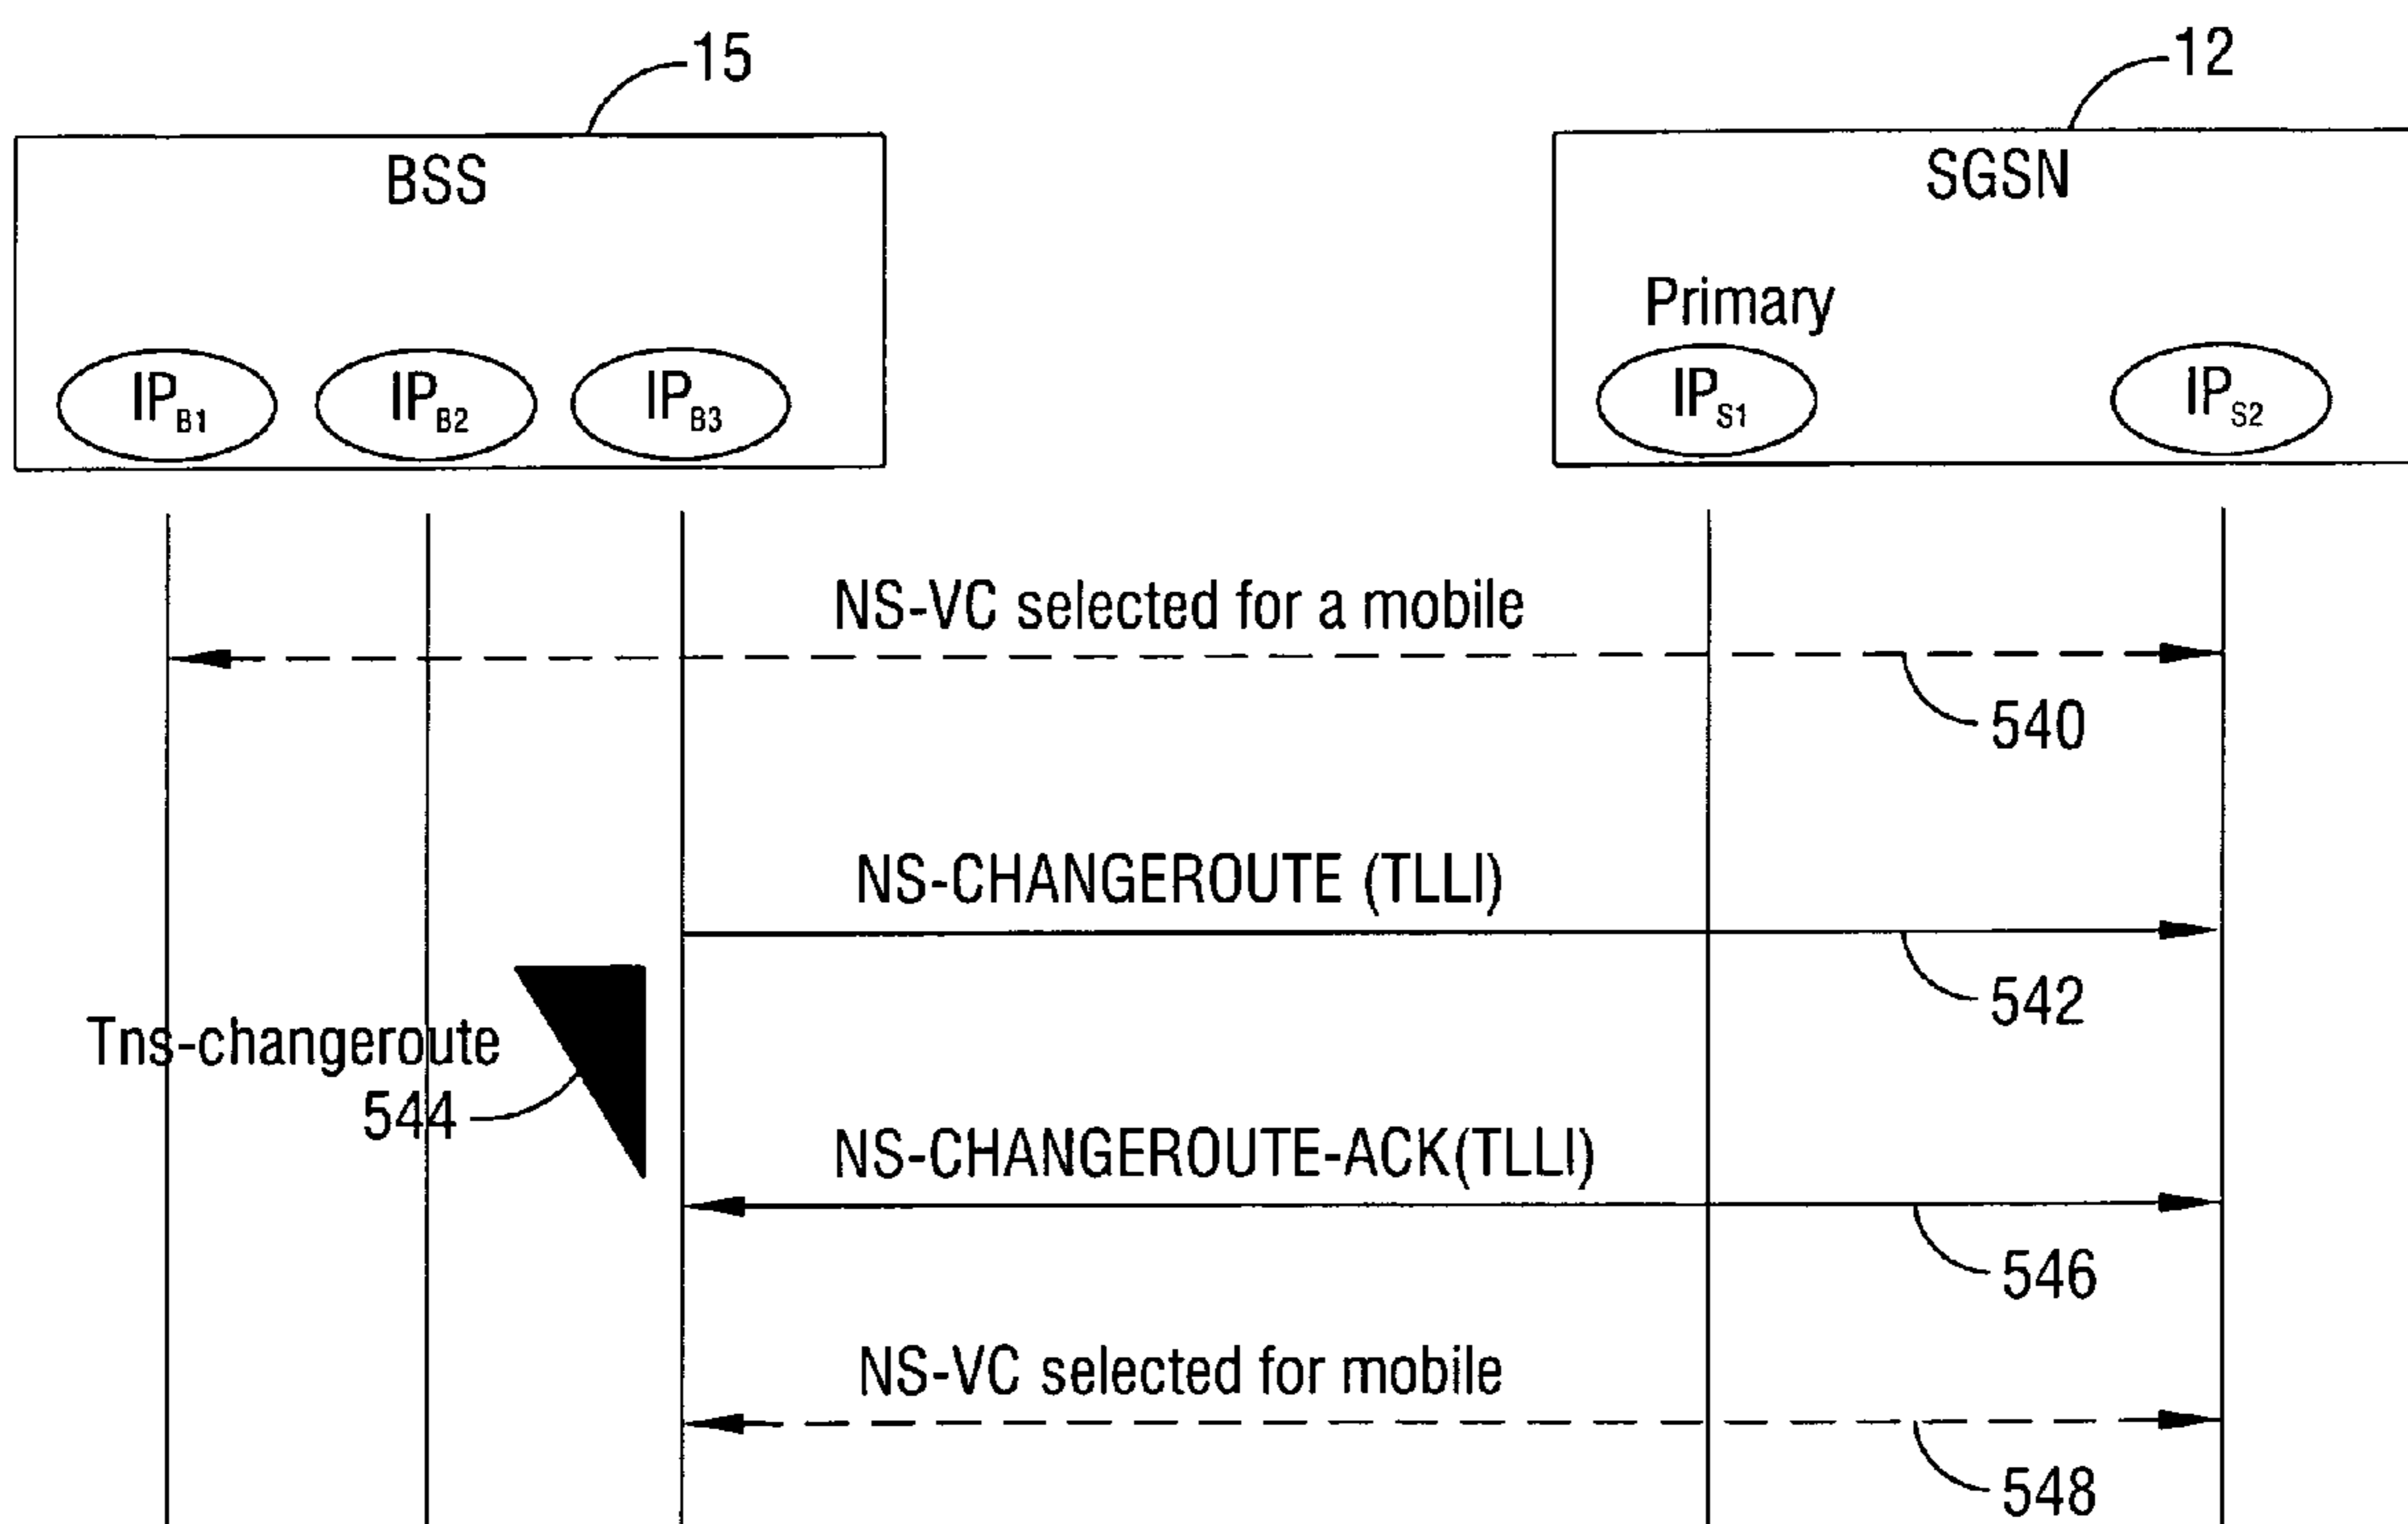 15
12
BSS
SGSN
Primary
IPB1
IPB2
IPB3
IPS1
IPS2
NS-VC selected for a mobile
540
NS-CHANGEROUTE (TLLI)
542
Tns-changeroute
544
NS-CHANGEROUTE-ACK(TLLI)
546
NS-VC selected for mobile
548